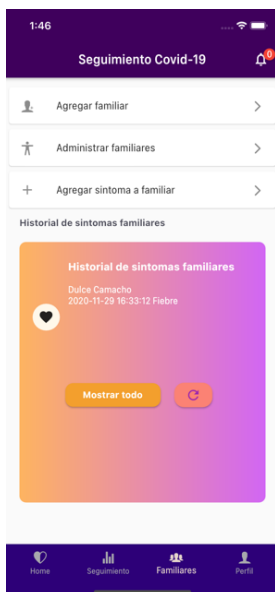 1:46
Seguimiento Covid-19
0
Agregar familiar
Administrar familiares
Agregar sintoma a familiar
Historial de sintomas familiares
Historial de sintomas familiares
Dulce Camacho
2020-11-29 16:33:12 Fiebre
Mostrar todo
Home
Seguimiento
Familiares
Perfil